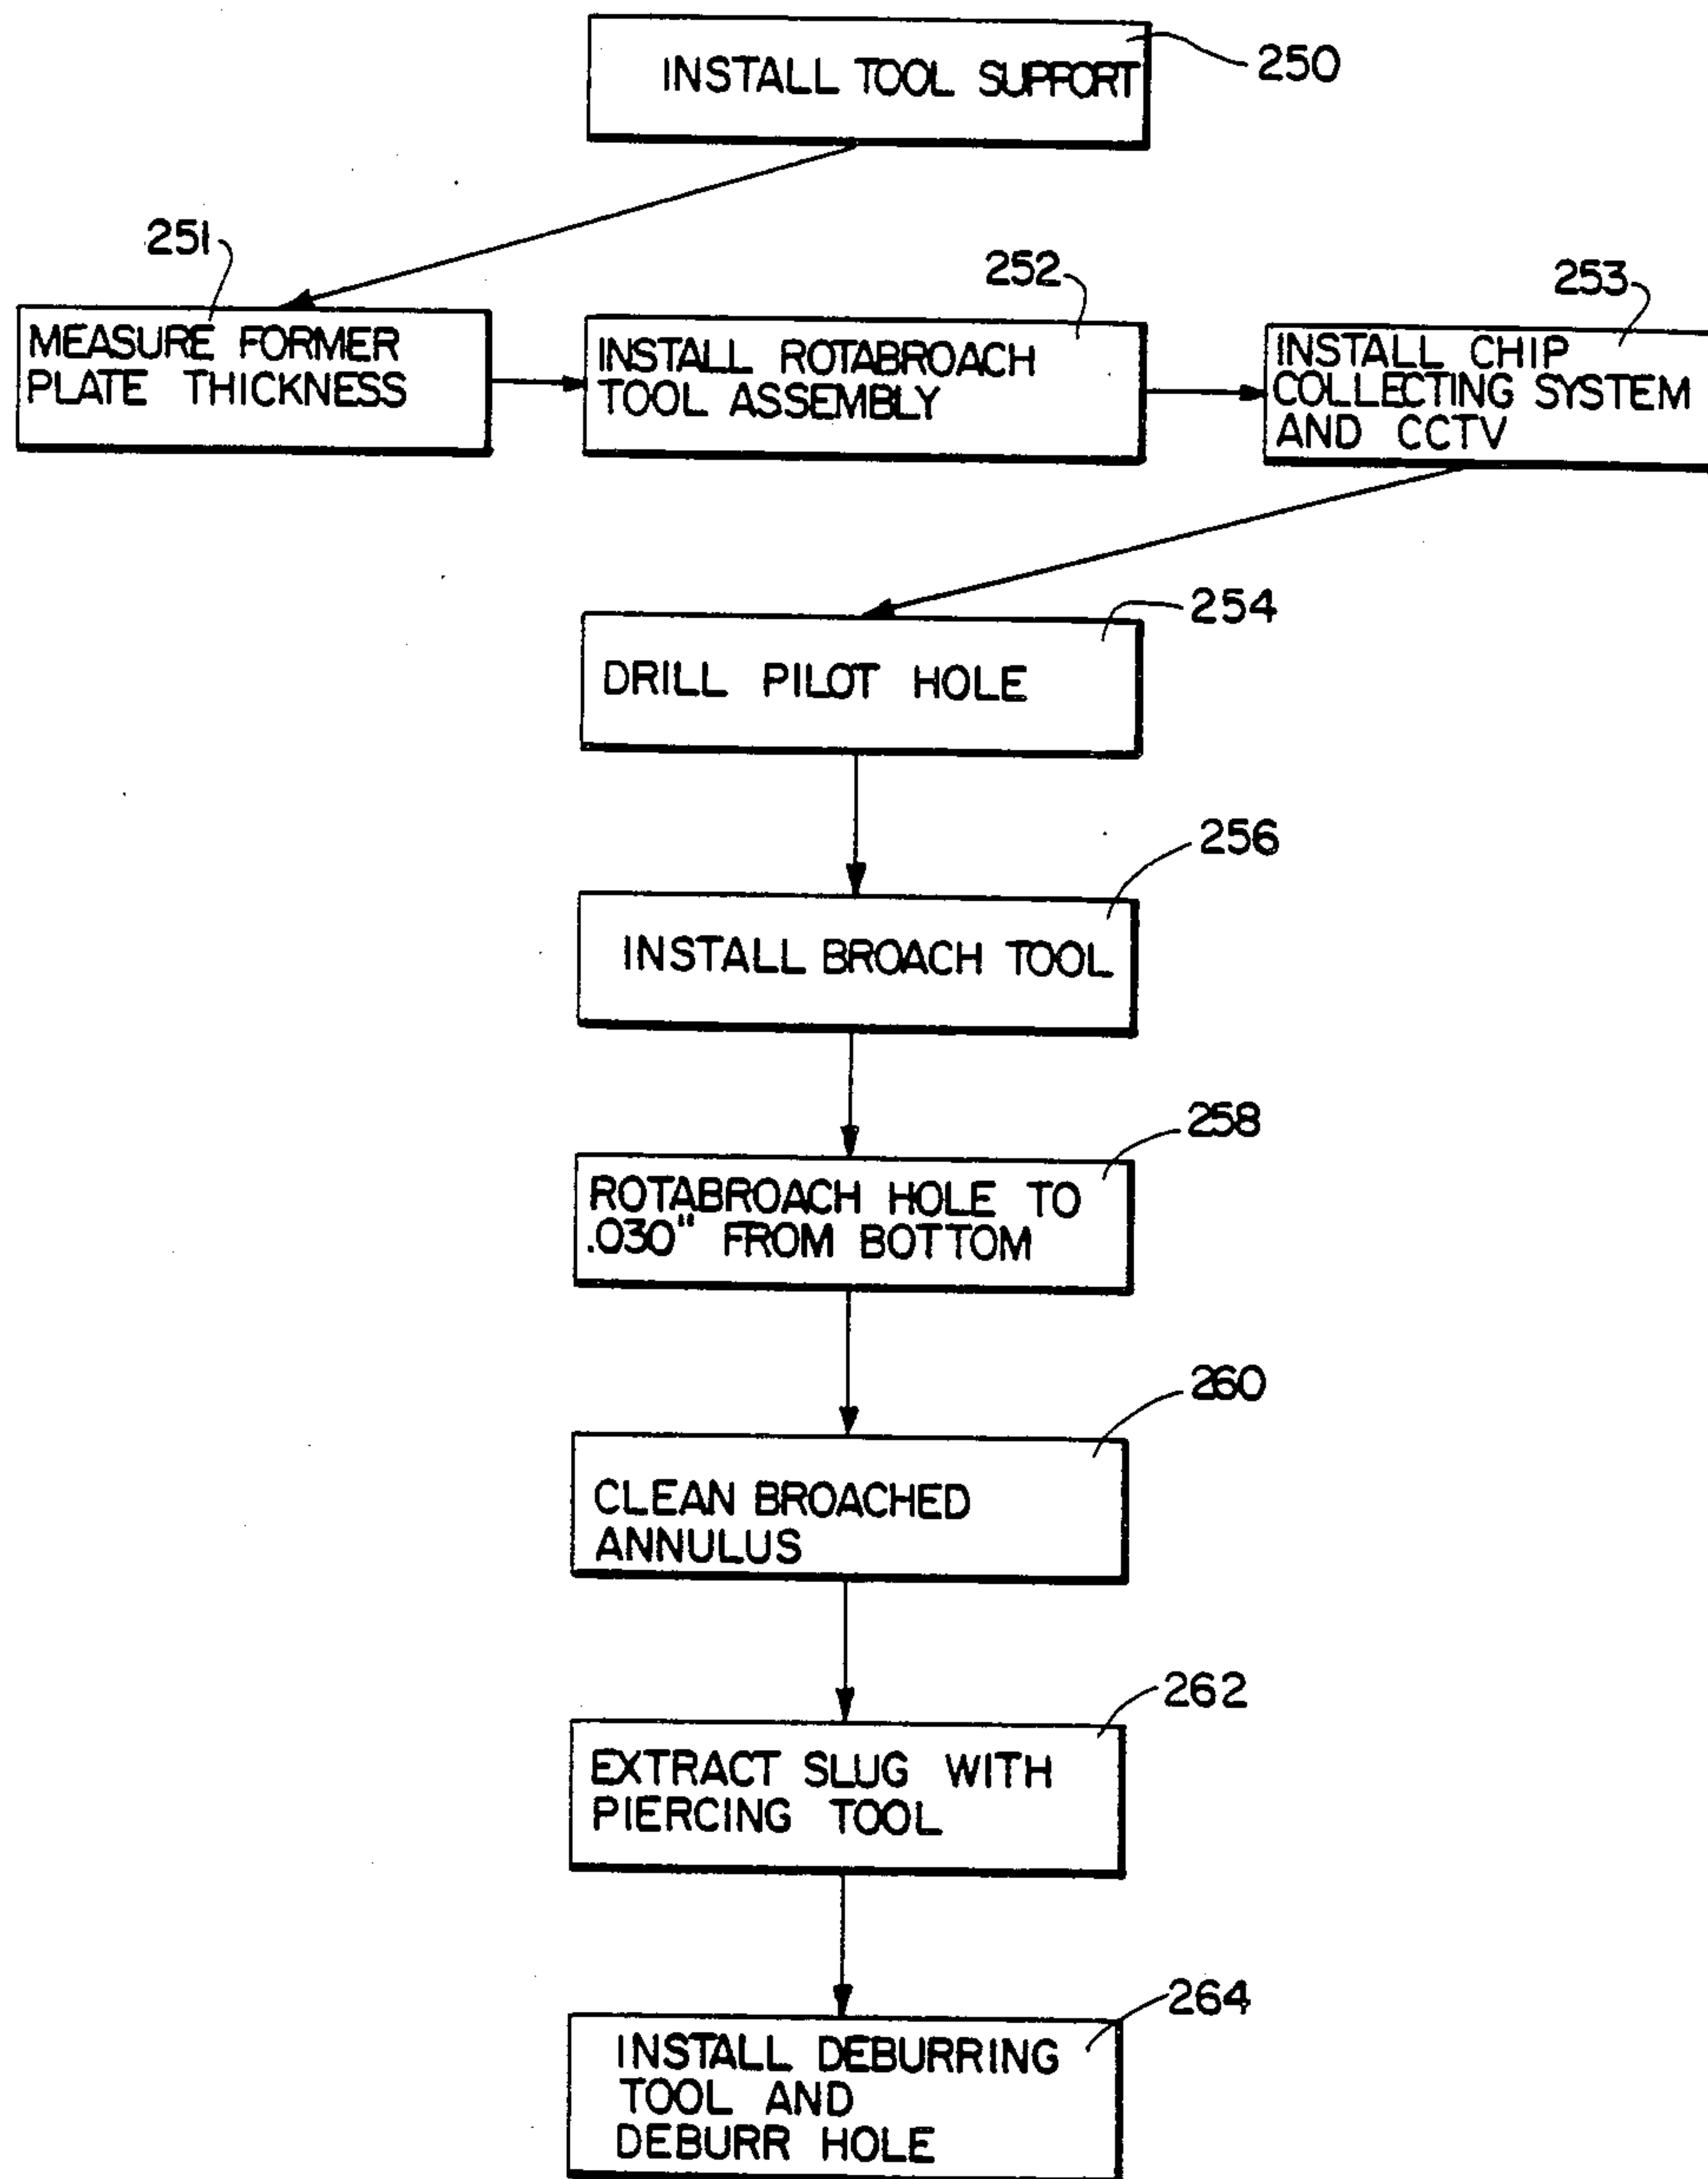 INSTALL TOOL SUPPORT
250
251
MEASURE FORMER
PLATE THICKNESS
252
INSTALL ROTABROACH
TOOL ASSEMBLY
253
INSTALL CHIP
COLLECTING SYSTEM
AND CCTV
254
DRILL PILOT HOLE
256
INSTALL BROACH TOOL
258
ROTABROACH HOLE TO
.030" FROM BOTTOM
260
CLEAN BROACHED
ANNULUS
262
EXTRACT SLUG WITH
PIERCING TOOL
264
INSTALL DEBURRING
TOOL AND
DEBURR HOLE